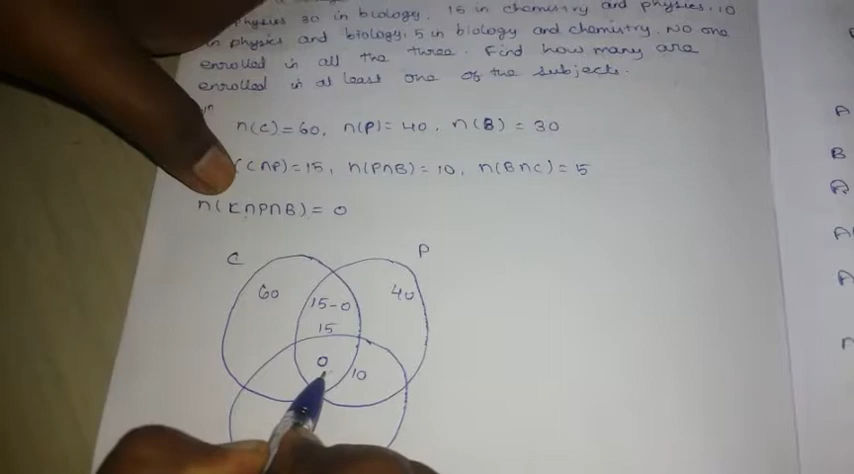 physics 30 in biology. 15 in chemistry and physics, 10
in physics and biology, 5 in biology and chemistry. No one
enrolled in all the three. Find how many are
enrolled in at least one of the subjects.
n(C)=60, n(P)=40, n(B)=30
(C∩P)=15, n(P∩B)=10, n(B∩C)=5
n(C∩P∩B)=0
C P
60 15-0 40
15
0 10
A
B
A